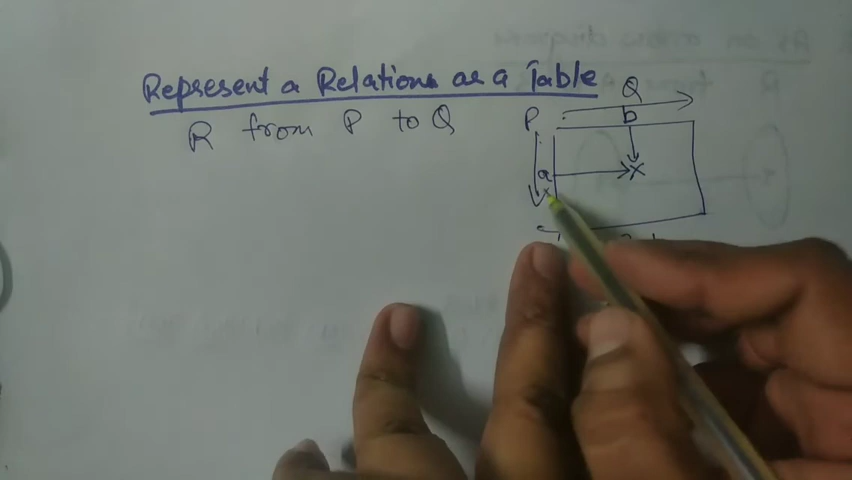 Represent a Relations as a Table
R from P to Q
Q
P
b
a
x
x